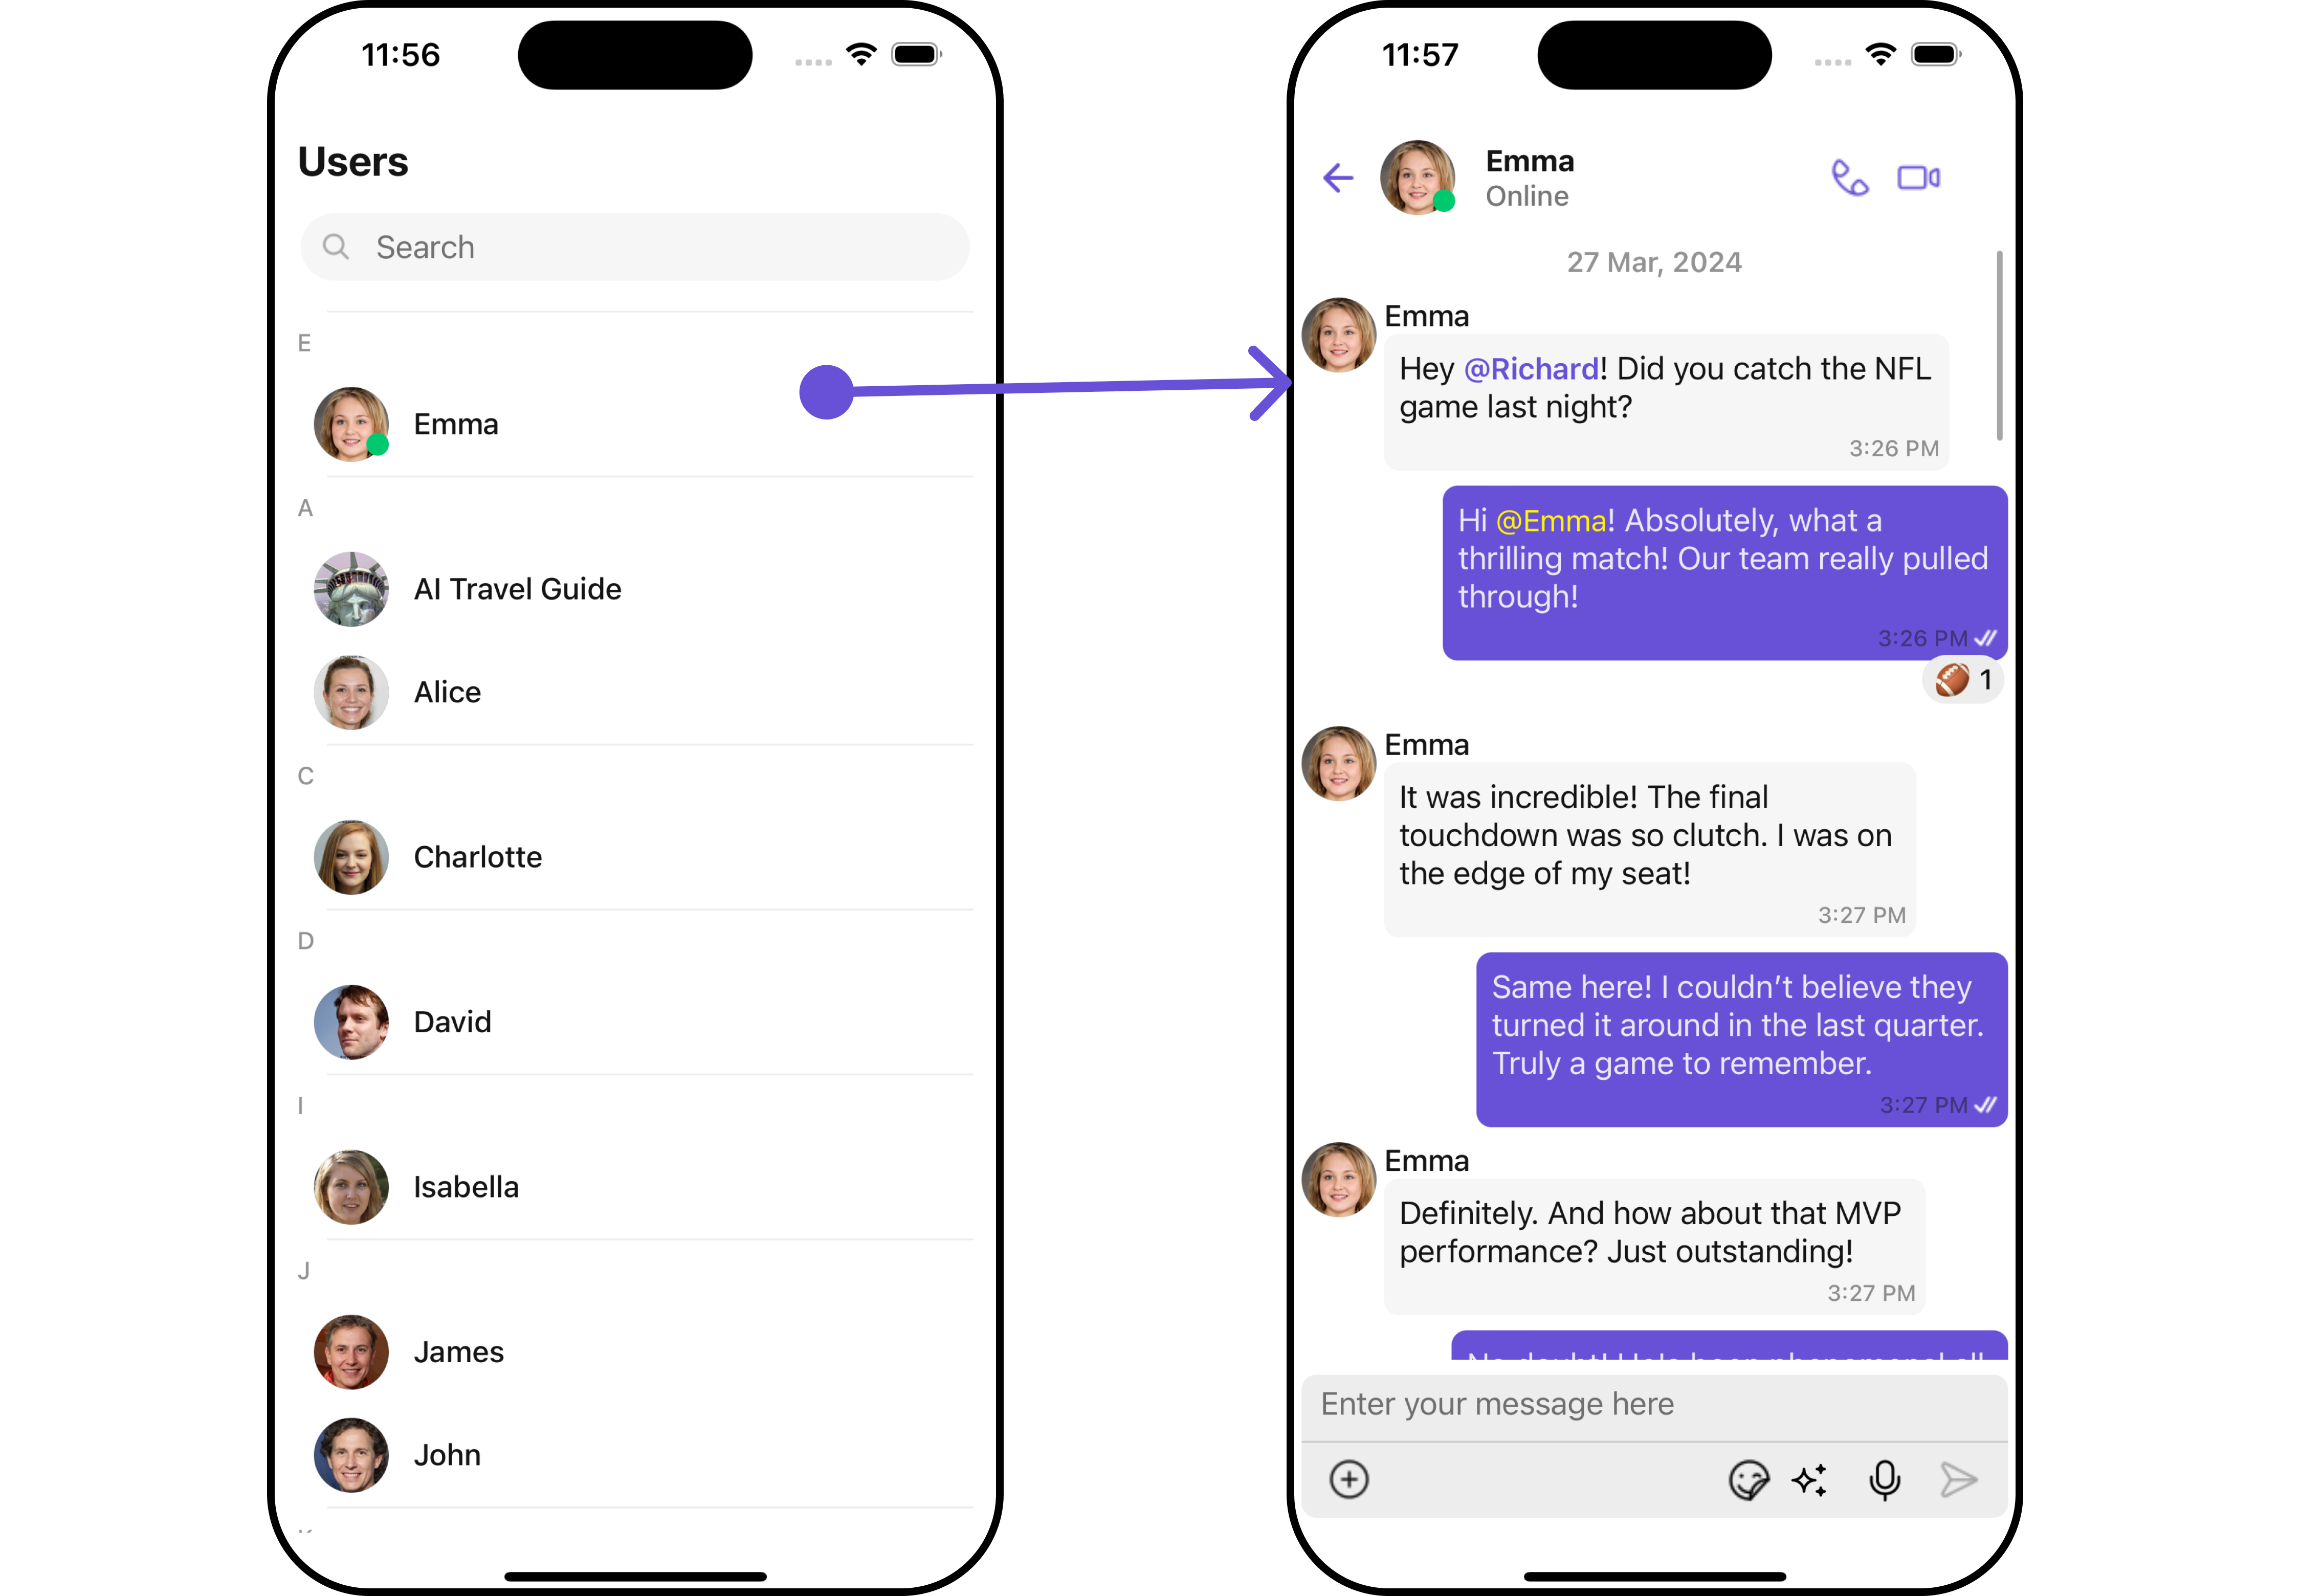 11:56
Users
Search
E
Emma
A
AI Travel Guide
Alice
C
Charlotte
D
David
I
Isabella
J
James
John
11:57
Emma
Online
27 Mar, 2024
Emma
Hey @Richard! Did you catch the NFL
game last night?
3:26 PM
Hi @Emma! Absolutely, what a
thrilling match! Our team really pulled
through!
3:26 PM
1
Emma
It was incredible! The final
touchdown was so clutch. I was on
the edge of my seat!
3:27 PM
Same here! I couldn’t believe they
turned it around in the last quarter.
Truly a game to remember.
3:27 PM
Emma
Definitely. And how about that MVP
performance? Just outstanding!
3:27 PM
Enter your message here